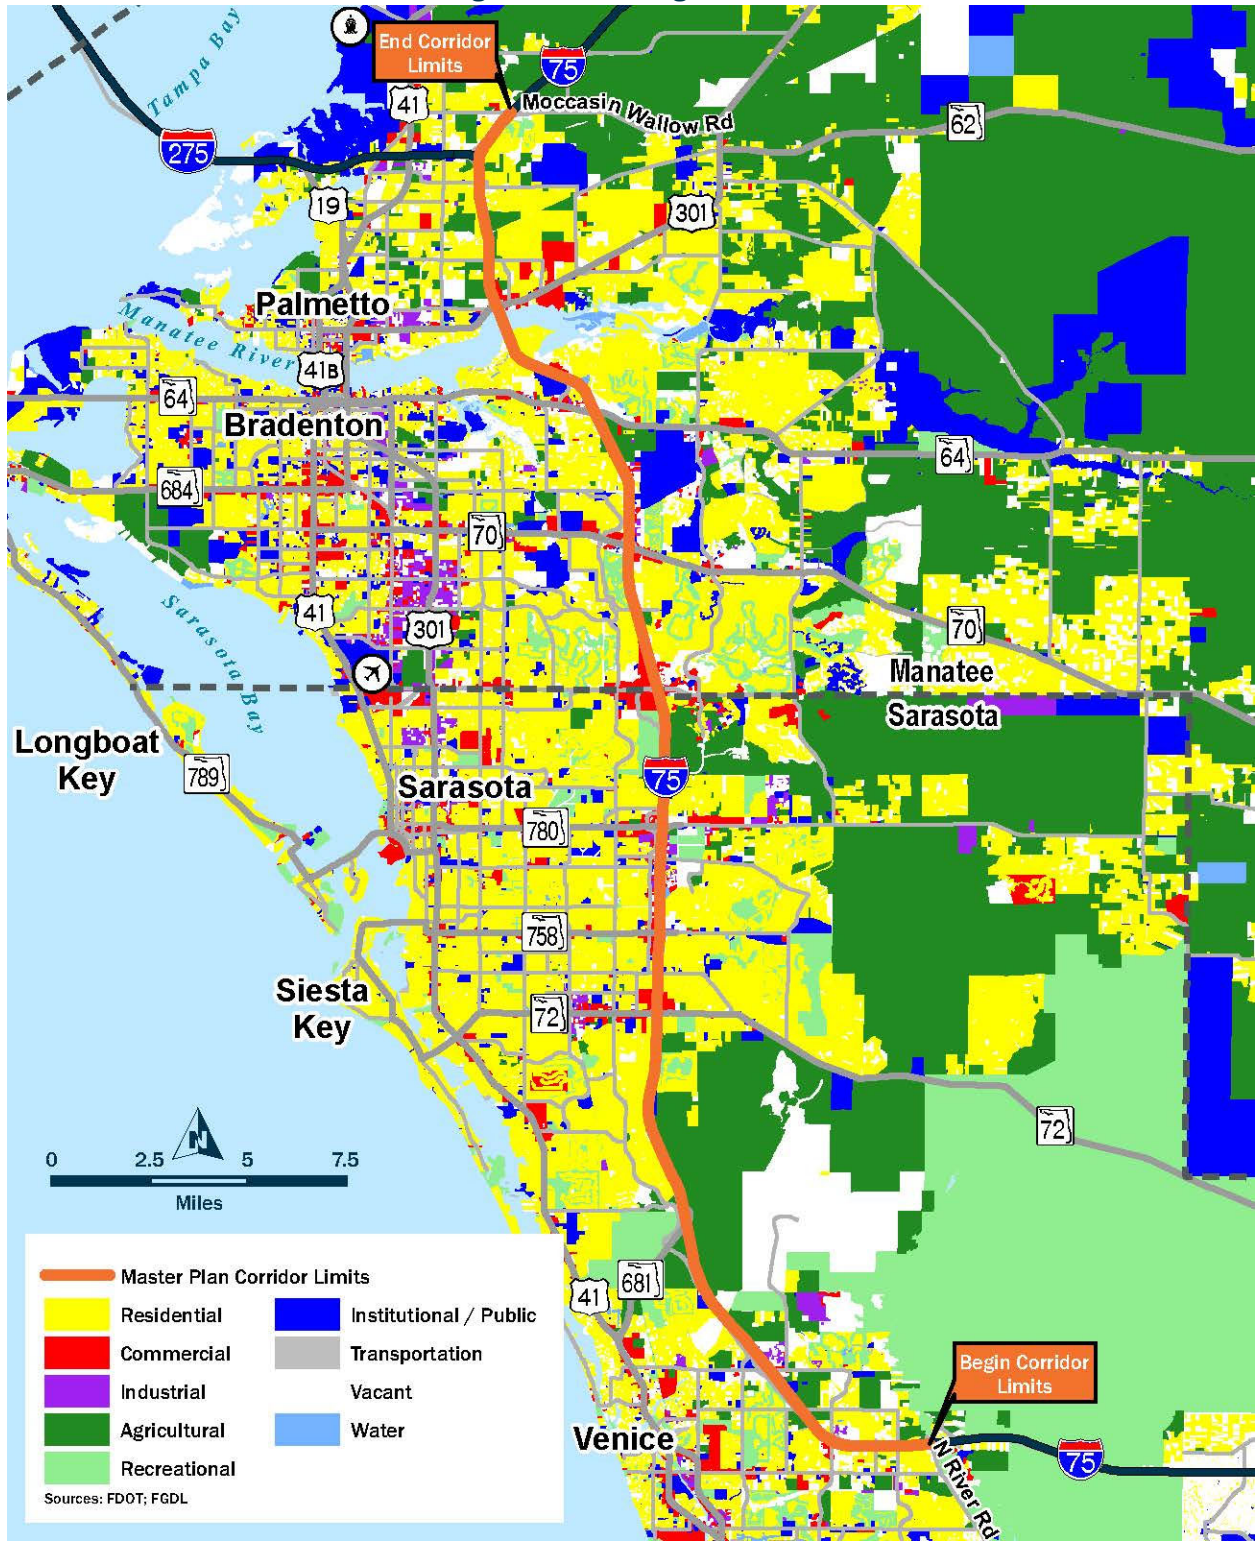 End Corridor
Limits
75
Tampa Bay
41
Moccasin Wallow Rd
62
275
19
301
Palmetto
Manatee River
41B
64
Bradenton
64
684
70
41
301
70
Sarasota Bay
Manatee
Sarasota
Longboat
Key
789
75
Sarasota
780
758
Siesta
Key
72
72
N
0 2.5 5 7.5
Miles
681
41
Begin Corridor
Limits
Venice
N River Rd
75
Master Plan Corridor Limits
Residential
Institutional / Public
Commercial
Transportation
Industrial
Vacant
Agricultural
Water
Recreational
Sources: FDOT; FGDL